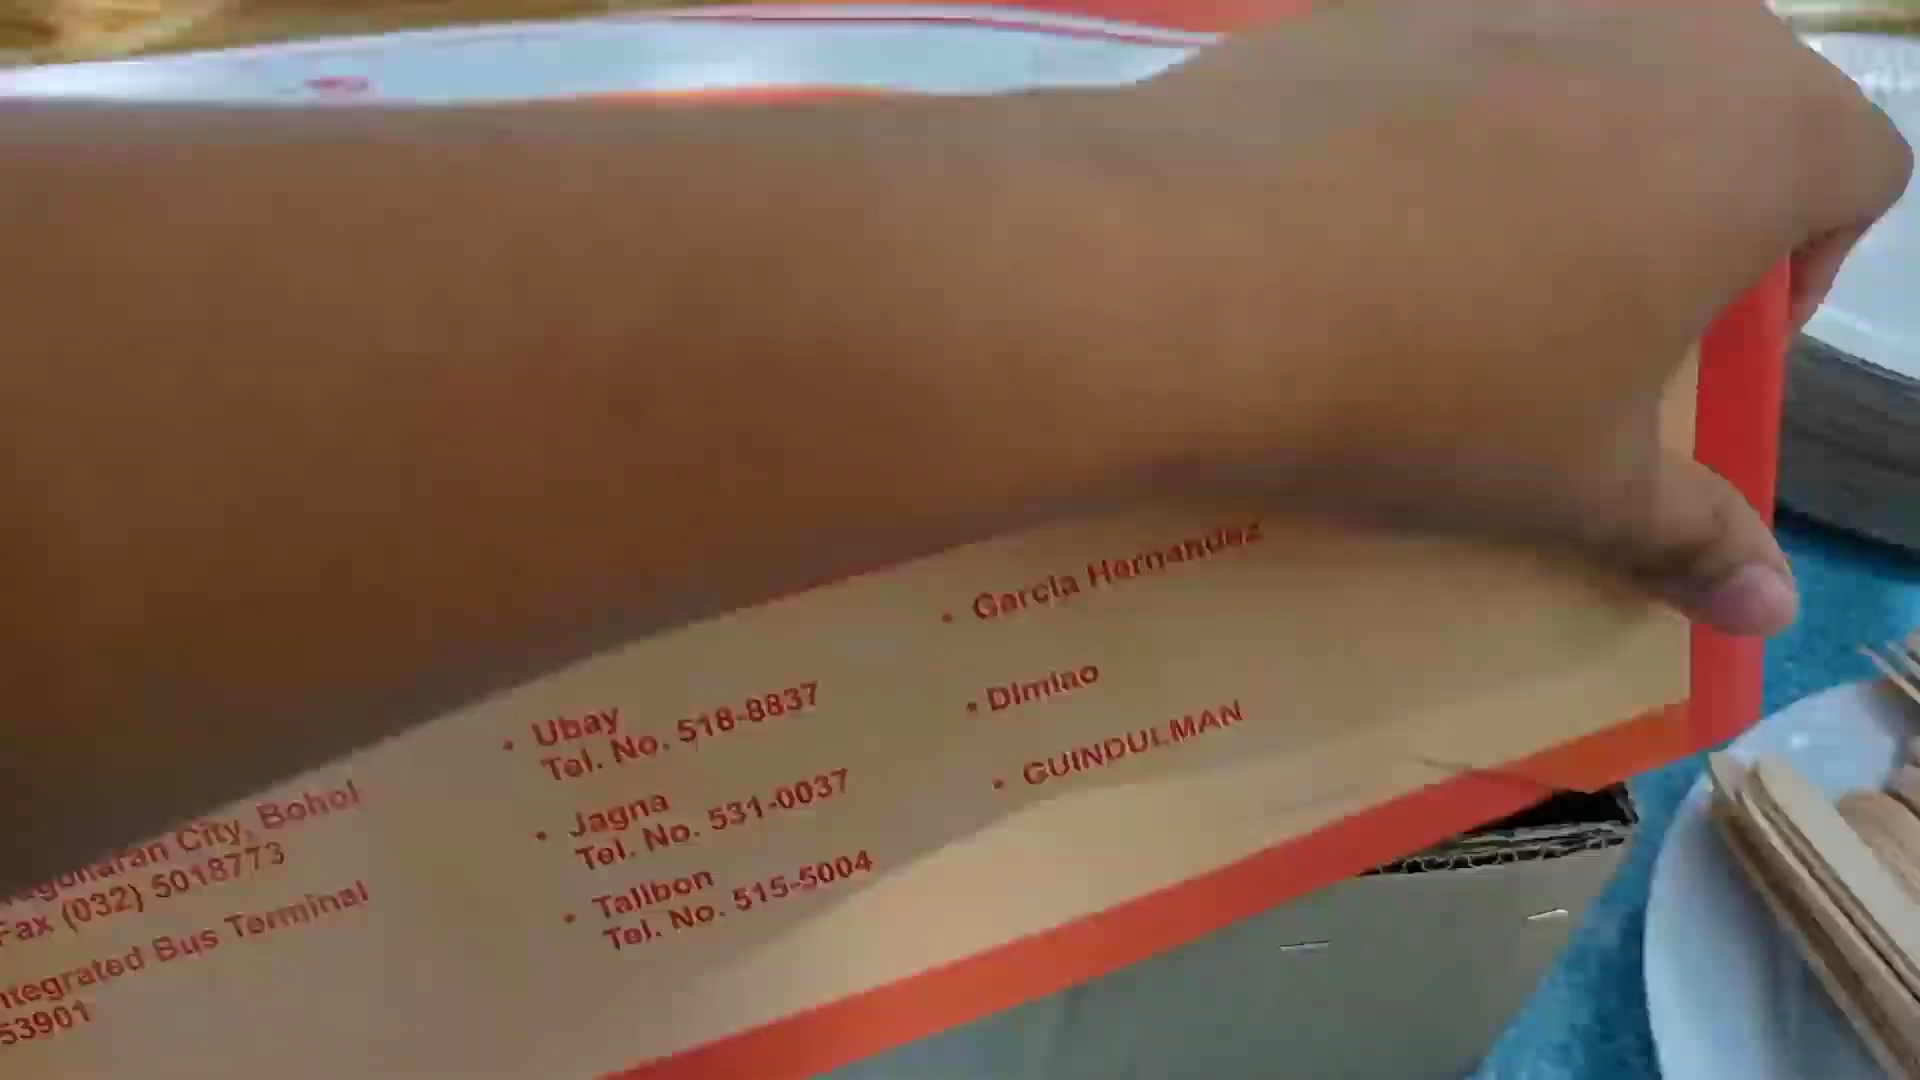 City, Bohol
Fax (032) 5018773
Integrated Bus Terminal
53901
• Ubay
Tel. No. 518-8837
• Jagna
Tel. No. 531-0037
• Talibon
Tel. No. 515-5004
• Garcia Hernandez
• Dimiao
• GUINDULMAN